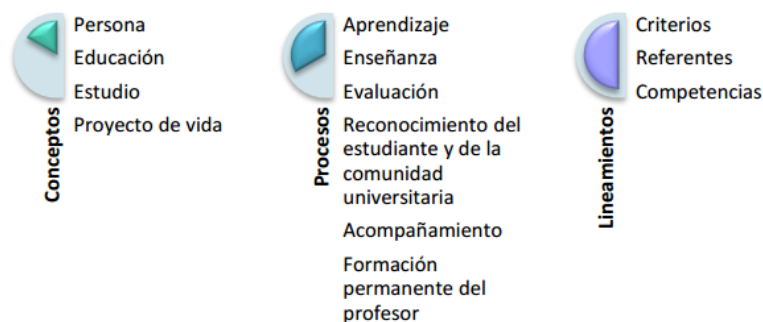 Conceptos
Persona
Educación
Estudio
Proyecto de vida
Procesos
Aprendizaje
Enseñanza
Evaluación
Reconocimiento del
estudiante y de la
comunidad
universitaria
Acompañamiento
Formación
permanente del
profesor
Lineamientos
Criterios
Referentes
Competencias